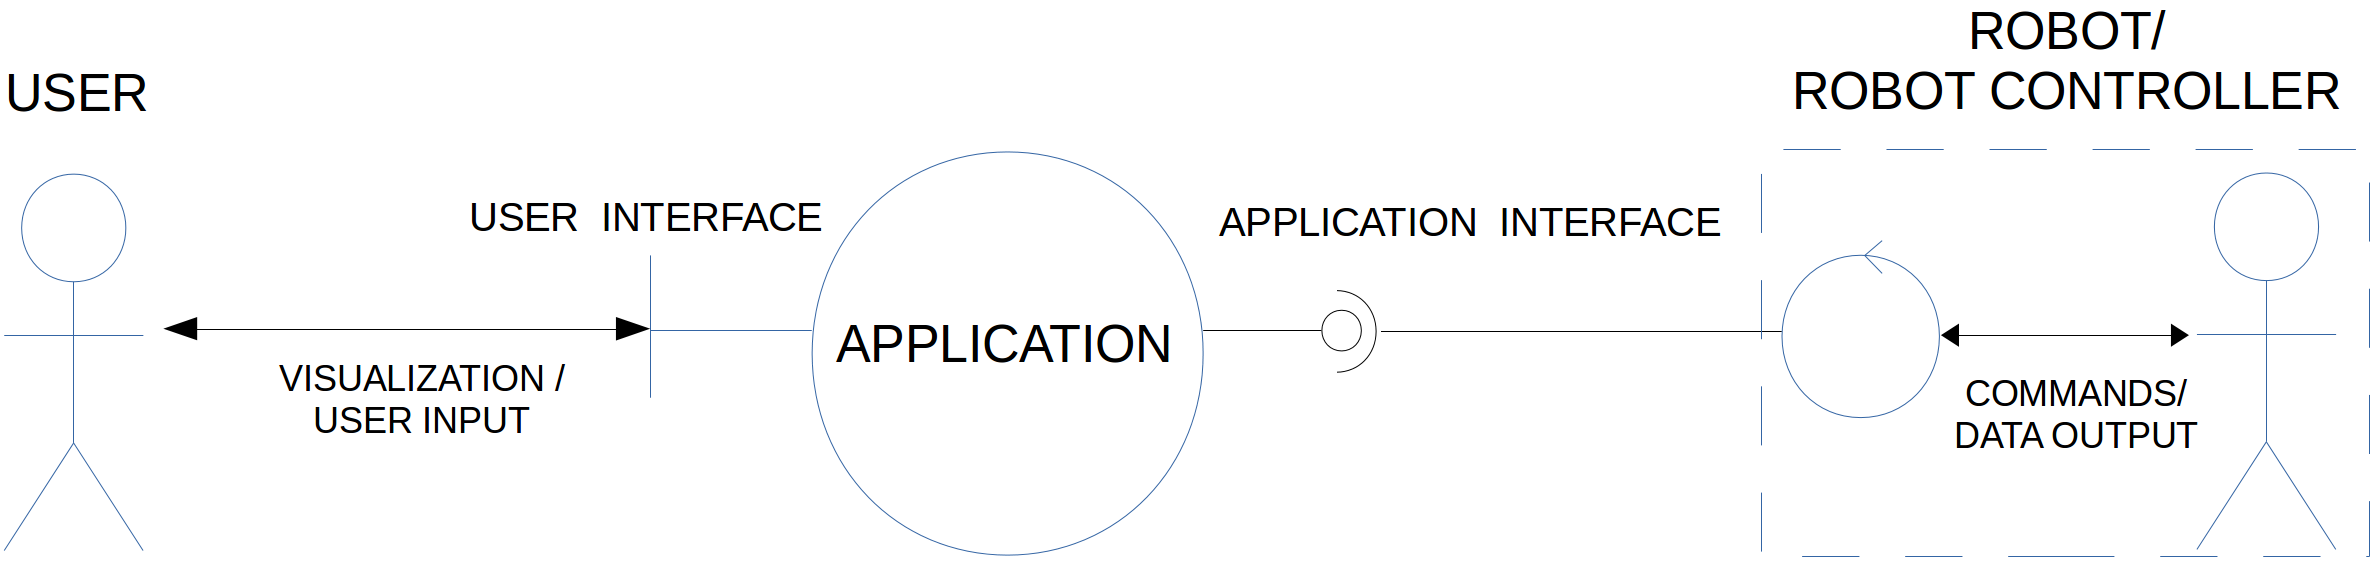 USER
VISUALIZATION /
USER INPUT
USER INTERFACE
APPLICATION
APPLICATION INTERFACE
ROBOT/
ROBOT CONTROLLER
COMMANDS/
DATA OUTPUT